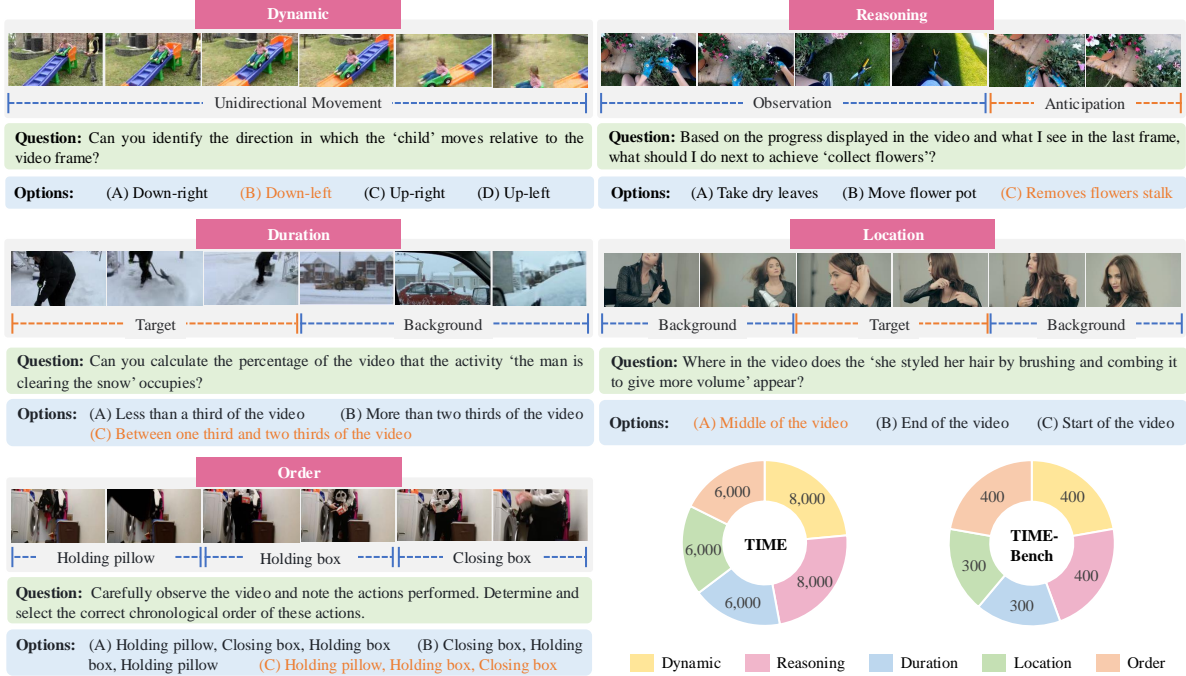 Dynamic
Unidirectional Movement
Question: Can you identify the direction in which the ‘child’ moves relative to the
video frame?
Options: (A) Down-right (B) Down-left (C) Up-right (D) Up-left
Reasoning
Observation Anticipation
Question: Based on the progress displayed in the video and what I see in the last frame,
what should I do next to achieve ‘collect flowers’?
Options: (A) Take dry leaves (B) Move flower pot (C) Removes flowers stalk
Duration
Target Background
Question: Can you calculate the percentage of the video that the activity ‘the man is
clearing the snow’ occupies?
Options: (A) Less than a third of the video (B) More than two thirds of the video
(C) Between one third and two thirds of the video
Location
Background Target Background
Question: Where in the video does the ‘she styled her hair by brushing and combing it
to give more volume’ appear?
Options: (A) Middle of the video (B) End of the video (C) Start of the video
Order
Holding pillow Holding box Closing box
Question: Carefully observe the video and note the actions performed. Determine and
select the correct chronological order of these actions.
Options: (A) Holding pillow, Closing box, Holding box (B) Closing box, Holding
box, Holding pillow (C) Holding pillow, Holding box, Closing box
6,000 8,000
6,000 TIME
8,000
6,000
400 400
TIME-
Bench
300 400
300
Dynamic Reasoning Duration Location Order